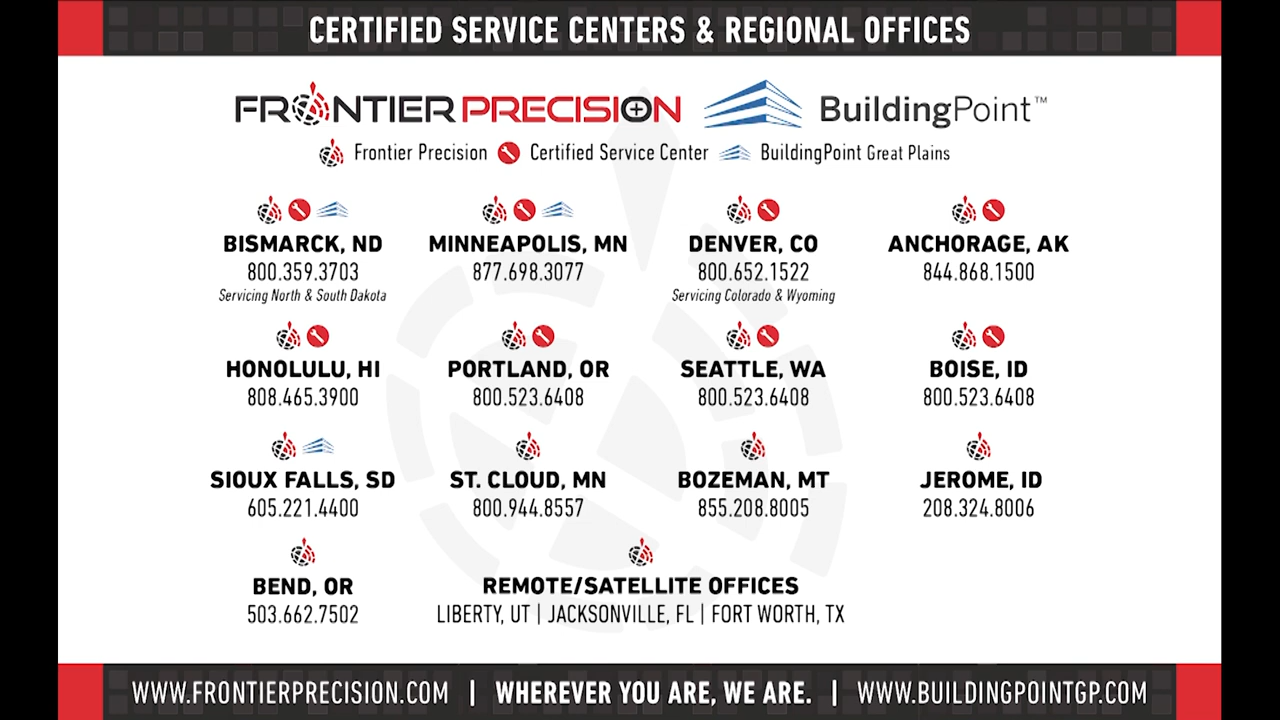 CERTIFIED SERVICE CENTERS & REGIONAL OFFICES
FRONTIER PRECISION BuildingPoint™
Frontier Precision Certified Service Center BuildingPoint Great Plains
BISMARCK, ND MINNEAPOLIS, MN DENVER, CO ANCHORAGE, AK
800.359.3703 877.698.3077 800.652.1522 844.868.1500
Servicing North & South Dakota Servicing Colorado & Wyoming
HONOLULU, HI PORTLAND, OR SEATTLE, WA BOISE, ID
808.465.3900 800.523.6408 800.523.6408 800.523.6408
SIOUX FALLS, SD ST. CLOUD, MN BOZEMAN, MT JEROME, ID
605.221.4400 800.944.8557 855.208.8005 208.324.8006
BEND, OR REMOTE/SATELLITE OFFICES
503.662.7502 LIBERTY, UT | JACKSONVILLE, FL | FORT WORTH, TX
WWW.FRONTIERPRECISION.COM | WHEREVER YOU ARE, WE ARE. | WWW.BUILDINGPOINTGP.COM